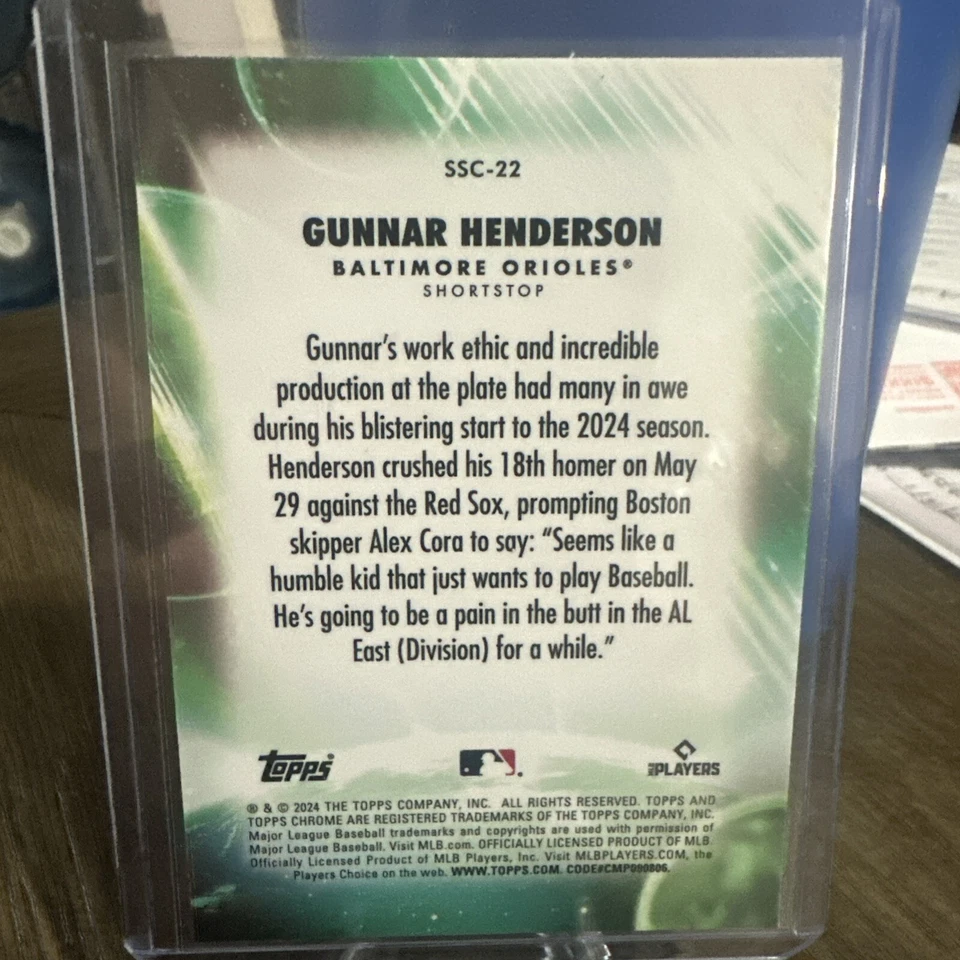 SSC-22
GUNNAR HENDERSON
BALTIMORE ORIOLES®
SHORTSTOP
Gunnar's work ethic and incredible
production at the plate had many in awe
during his blistering start to the 2024 season.
Henderson crushed his 18th homer on May
29 against the Red Sox, prompting Boston
skipper Alex Cora to say: “Seems like a
humble kid that just wants to play Baseball.
He's going to be a pain in the butt in the AL
East (Division) for a while.”
Topps® MLB PLAYERS
® & © 2024 THE TOPPS COMPANY, INC. ALL RIGHTS RESERVED. TOPPS AND
TOPPS CHROME ARE REGISTERED TRADEMARKS OF THE TOPPS COMPANY, INC.
Major League Baseball trademarks and copyrights are used with permission of
Major League Baseball. Visit MLB.com. OFFICIALLY LICENSED PRODUCT OF MLB
Officially Licensed Product of MLB Players, Inc. Visit MLBPLAYERS.COM, the
Players Choice on the web. WWW.TOPPS.COM. CODE#CMP090806.